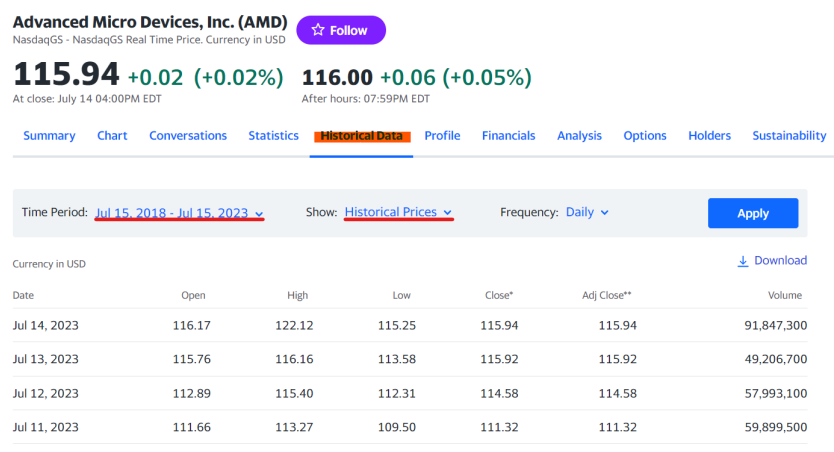 Advanced Micro Devices, Inc. (AMD)
Follow
NasdaqGS - NasdaqGS Real Time Price. Currency in USD
115.94 +0.02 (+0.02%) 116.00 +0.06 (+0.05%)
At close: July 14 04:00PM EDT After hours: 07:59PM EDT
Summary Chart Conversations Statistics Historical Data Profile Financials Analysis Options Holders Sustainability
Time Period: Jul 15, 2018 - Jul 15, 2023 Show: Historical Prices Frequency: Daily Apply
Currency in USD Download
Date Open High Low Close* Adj Close** Volume
Jul 14, 2023 116.17 122.12 115.25 115.94 115.94 91,847,300
Jul 13, 2023 115.76 116.16 113.58 115.92 115.92 49,206,700
Jul 12, 2023 112.89 115.40 112.31 114.58 114.58 57,993,100
Jul 11, 2023 111.66 113.27 109.50 111.32 111.32 59,899,500